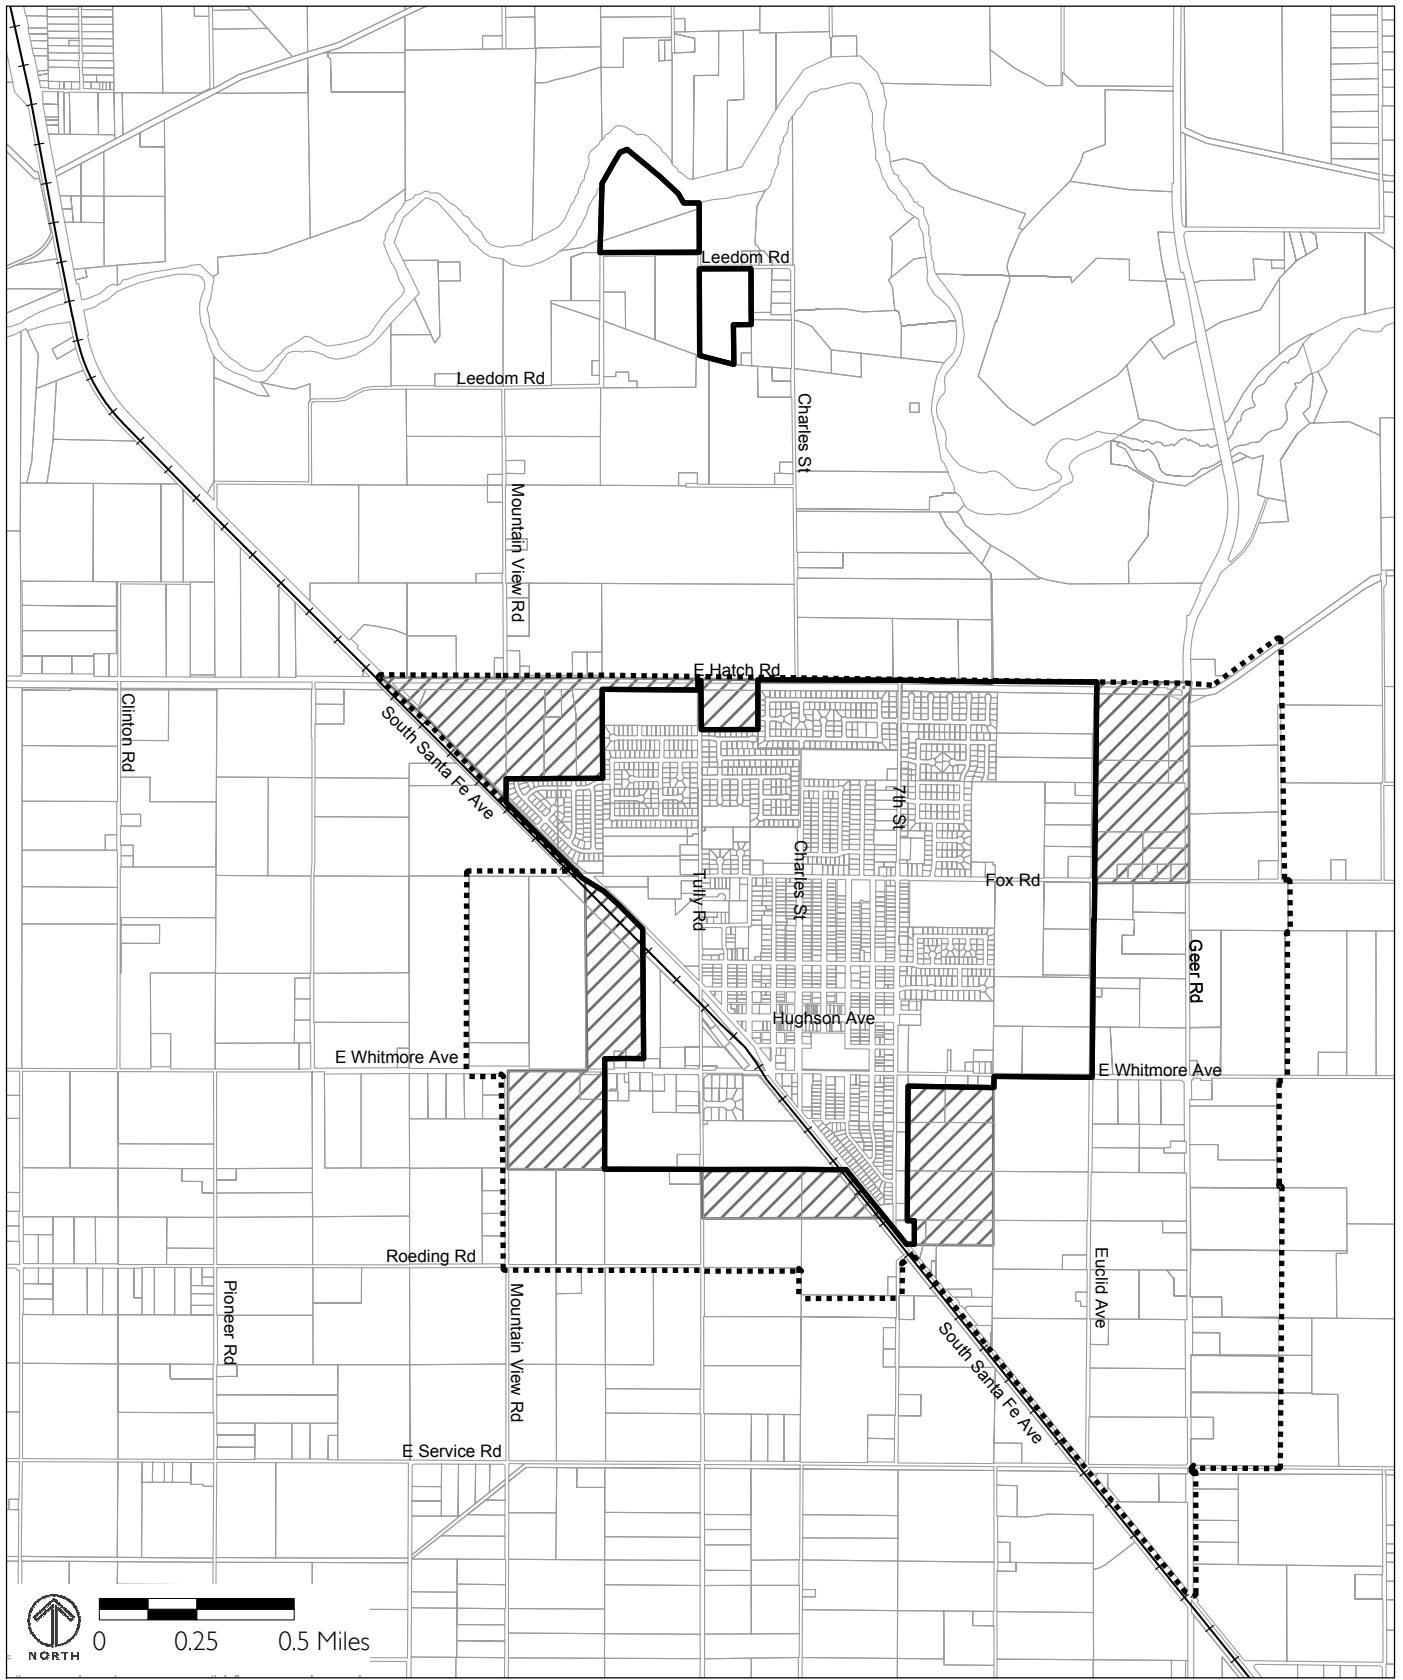 Leedom Rd
Leedom Rd
Charles St
Mountain View Rd
E Hatch Rd
Clinton Rd
South Santa Fe Ave
7th St
Charles St
Tully Rd
Fox Rd
Geer Rd
Hughson Ave
E Whitmore Ave
E Whitmore Ave
Roeding Rd
Euclid Ave
Pioneer Rd
Mountain View Rd
South Santa Fe Ave
E Service Rd
NORTH
0 0.25 0.5 Miles